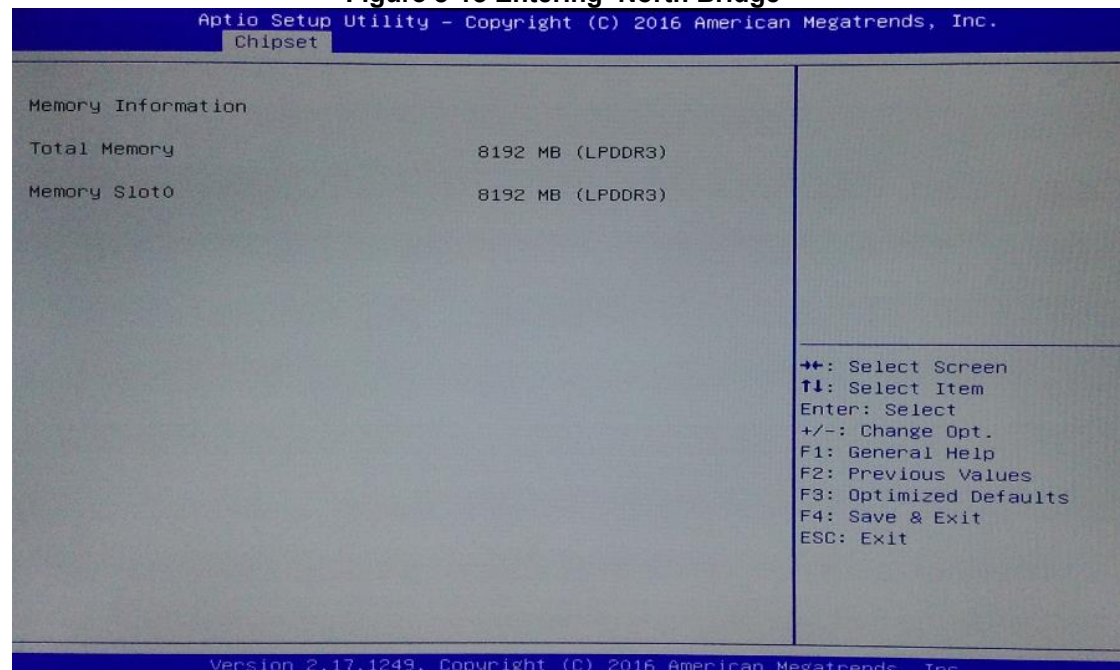 Aptio Setup Utility – Copyright (C) 2016 American Megatrends, Inc.
Chipset
Memory Information
Total Memory 8192 MB (LPDDR3)
Memory Slot0 8192 MB (LPDDR3)
→←: Select Screen
↑↓: Select Item
Enter: Select
+/-: Change Opt.
F1: General Help
F2: Previous Values
F3: Optimized Defaults
F4: Save & Exit
ESC: Exit
Version 2.17.1249. Copyright (C) 2016 American Megatrends, Inc.